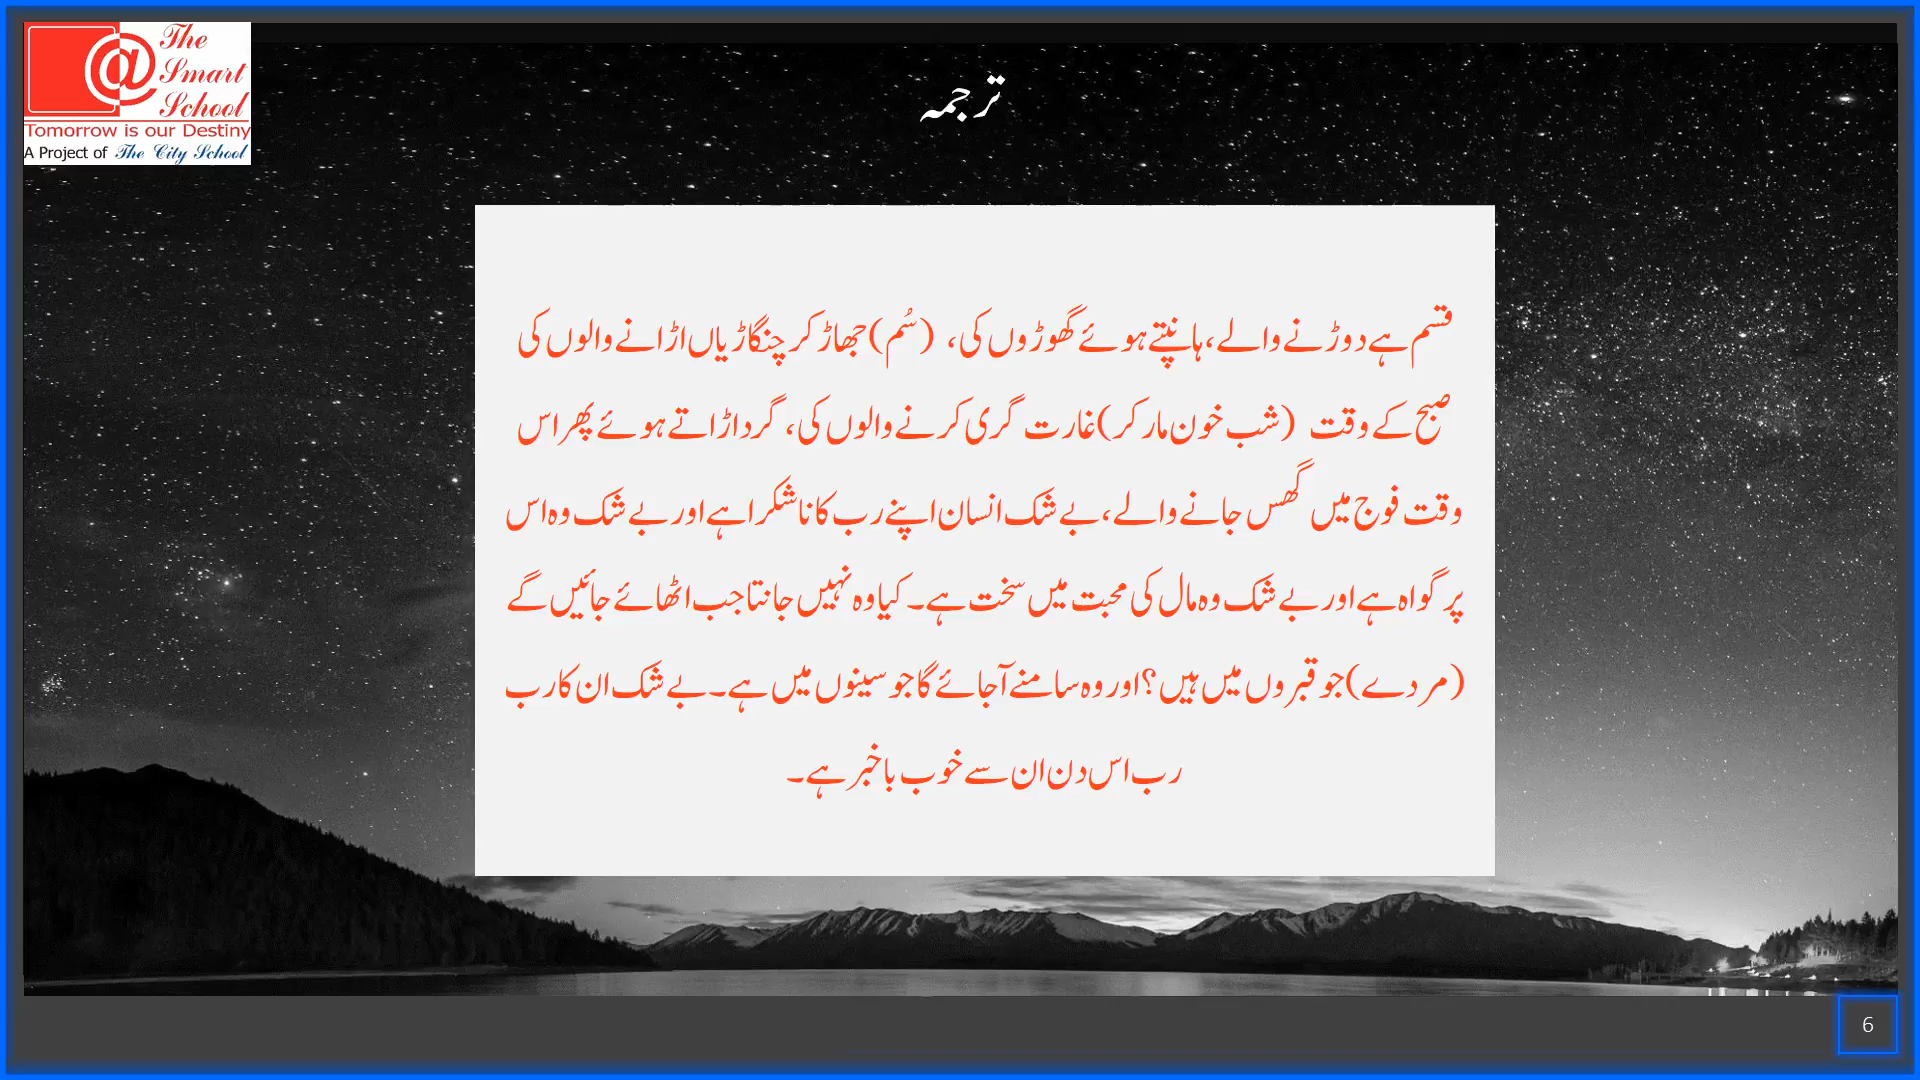 The
Smart
School
Tomorrow is our Destiny
A Project of The City School
ترجمہ
قسم ہے دوڑنے والے، ہانپتے ہوئے گھوڑوں کی، (سُم) جھاڑ کر چنگاڑیاں اڑانے والوں کی
صبح کے وقت (شب خون مار کر) غارت گری کرنے والوں کی، گرد اڑاتے ہوئے پھر اس
وقت فوج میں گھس جانے والے، بے شک انسان اپنے رب کا ناشکرا ہے اور بے شک وہ اس
پر گواہ ہے اور بے شک وہ مال کی محبت میں سخت ہے۔ کیا وہ نہیں جانتا جب اٹھائے جائیں گے
(مردے) جو قبروں میں ہیں؟ اور وہ سامنے آجائے گا جو سینوں میں ہے۔ بے شک ان کا رب
رب اس دن ان سے خوب باخبر ہے۔
6